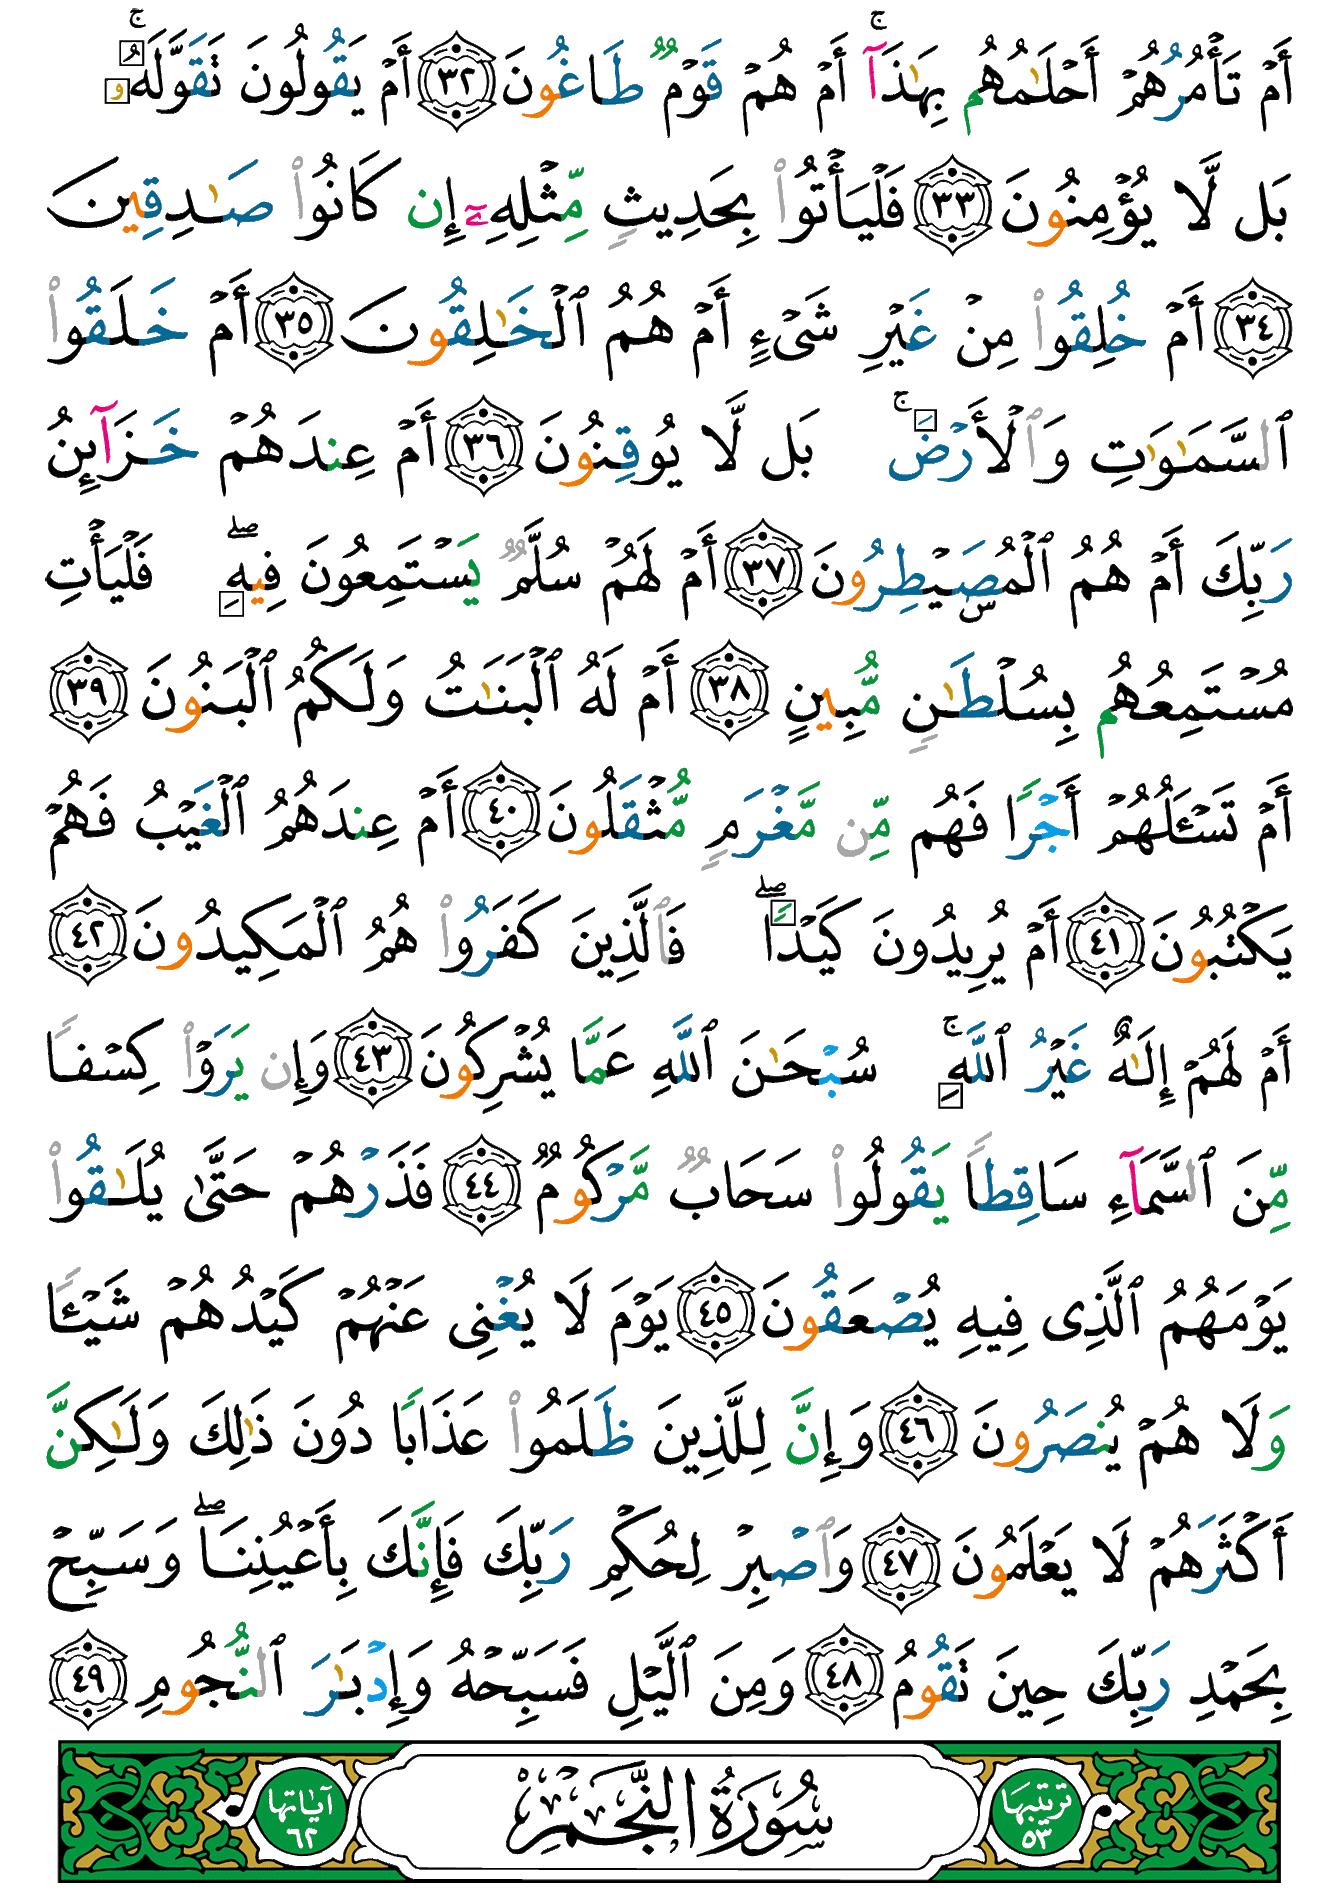 أَمْ تَأْمُرُهُمْ أَحْلَٰمُهُم بِهَٰذَآ ۚ أَمْ هُمْ قَوْمٌ طَاغُونَ ٣٢ أَمْ يَقُولُونَ تَقَوَّلَهُۥ ۚ
بَل لَّا يُؤْمِنُونَ ٣٣ فَلْيَأْتُوا۟ بِحَدِيثٍ مِّثْلِهِۦٓ إِن كَانُوا۟ صَٰدِقِينَ
٣٤ أَمْ خُلِقُوا۟ مِنْ غَيْرِ شَىْءٍ أَمْ هُمُ ٱلْخَٰلِقُونَ ٣٥ أَمْ خَلَقُوا۟
ٱلسَّمَٰوَٰتِ وَٱلْأَرْضَ ۚ بَل لَّا يُوقِنُونَ ٣٦ أَمْ عِندَهُمْ خَزَآئِنُ
رَبِّكَ أَمْ هُمُ ٱلْمُصَۣيْطِرُونَ ٣٧ أَمْ لَهُمْ سُلَّمٌ يَسْتَمِعُونَ فِيهِ ۖ فَلْيَأْتِ
مُسْتَمِعُهُم بِسُلْطَٰنٍ مُّبِينٍ ٣٨ أَمْ لَهُ ٱلْبَنَٰتُ وَلَكُمُ ٱلْبَنُونَ ٣٩
أَمْ تَسْـَٔلُهُمْ أَجْرًا فَهُم مِّن مَّغْرَمٍ مُّثْقَلُونَ ٤٠ أَمْ عِندَهُمُ ٱلْغَيْبُ فَهُمْ
يَكْتُبُونَ ٤١ أَمْ يُرِيدُونَ كَيْدًا ۖ فَٱلَّذِينَ كَفَرُوا۟ هُمُ ٱلْمَكِيدُونَ ٤٢
أَمْ لَهُمْ إِلَٰهٌ غَيْرُ ٱللَّهِ ۚ سُبْحَٰنَ ٱللَّهِ عَمَّا يُشْرِكُونَ ٤٣ وَإِن يَرَوْا۟ كِسْفًا
مِّنَ ٱلسَّمَآءِ سَاقِطًا يَقُولُوا۟ سَحَابٌ مَّرْكُومٌ ٤٤ فَذَرْهُمْ حَتَّىٰ يُلَٰقُوا۟
يَوْمَهُمُ ٱلَّذِى فِيهِ يُصْعَقُونَ ٤٥ يَوْمَ لَا يُغْنِى عَنْهُمْ كَيْدُهُمْ شَيْـًٔا
وَلَا هُمْ يُنصَرُونَ ٤٦ وَإِنَّ لِلَّذِينَ ظَلَمُوا۟ عَذَابًا دُونَ ذَٰلِكَ وَلَٰكِنَّ
أَكْثَرَهُمْ لَا يَعْلَمُونَ ٤٧ وَٱصْبِرْ لِحُكْمِ رَبِّكَ فَإِنَّكَ بِأَعْيُنِنَا ۖ وَسَبِّحْ
بِحَمْدِ رَبِّكَ حِينَ تَقُومُ ٤٨ وَمِنَ ٱلَّيْلِ فَسَبِّحْهُ وَإِدْبَٰرَ ٱلنُّجُومِ ٤٩
ترتيبها ٥٣ سُورَةُ النَّجْمِ آيَاتها ٦٢